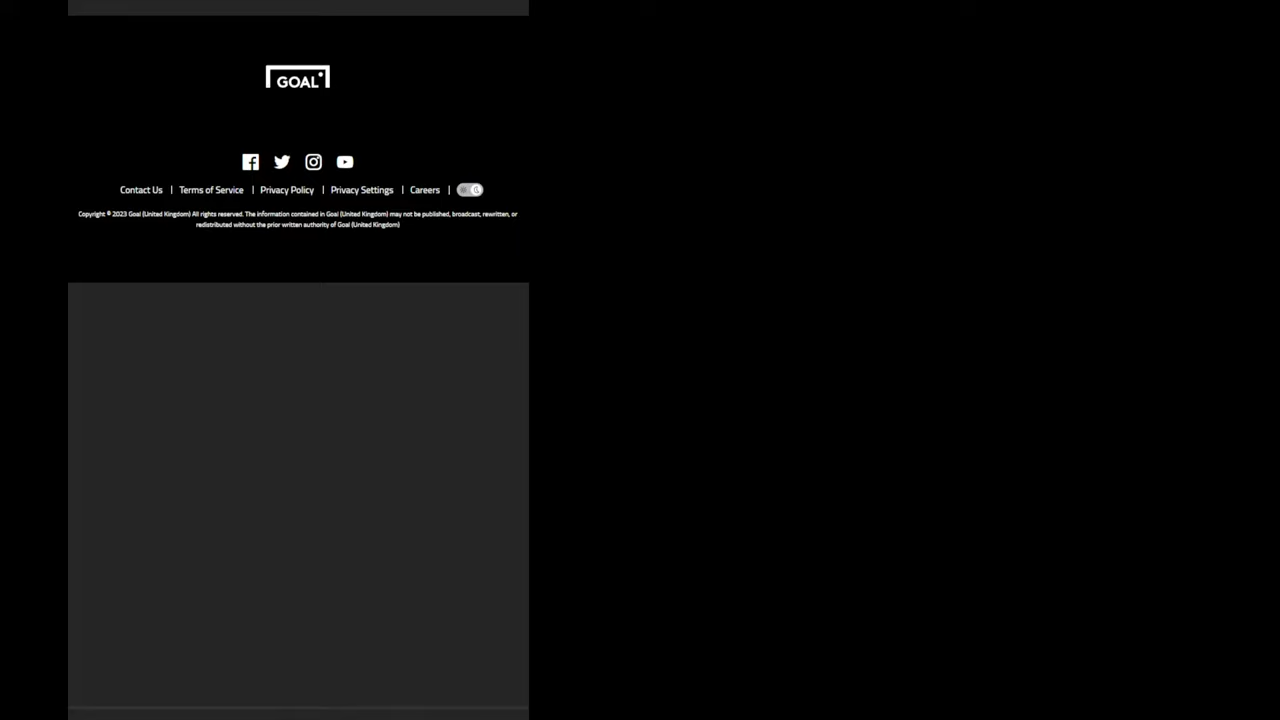 GOAL
Contact Us | Terms of Service | Privacy Policy | Privacy Settings | Careers |
Copyright © 2023 Goal (United Kingdom) All rights reserved. The information contained in Goal (United Kingdom) may not be published, broadcast, rewritten, or
redistributed without the prior written authority of Goal (United Kingdom)